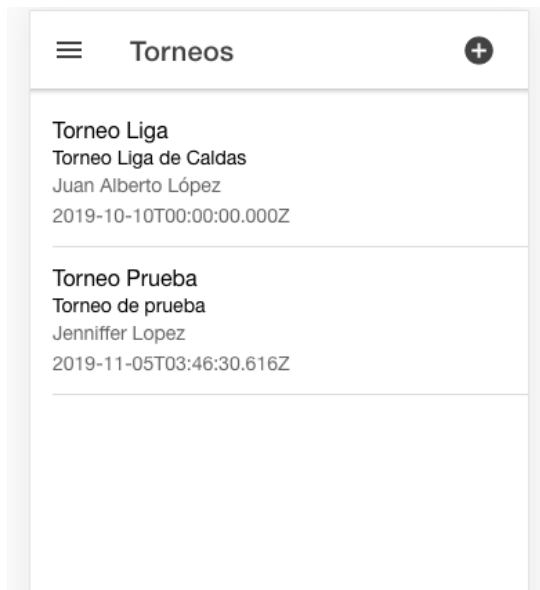 Torneos
Torneo Liga
Torneo Liga de Caldas
Juan Alberto López
2019-10-10T00:00:00.000Z
Torneo Prueba
Torneo de prueba
Jenniffer Lopez
2019-11-05T03:46:30.616Z